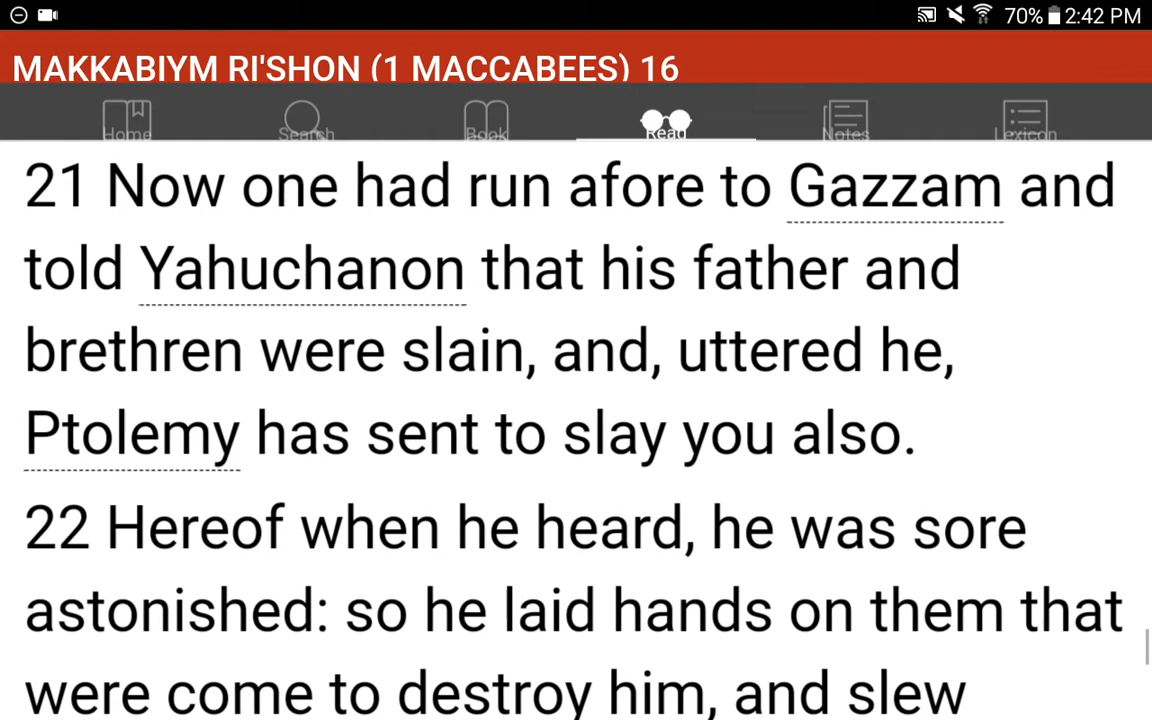 70% 2:42 PM
MAKKABIYM RI'SHON (1 MACCABEES) 16
Home Search Book Read Notes Lexicon
21 Now one had run afore to Gazzam and
told Yahuchanon that his father and
brethren were slain, and, uttered he,
Ptolemy has sent to slay you also.
22 Hereof when he heard, he was sore
astonished: so he laid hands on them that
were come to destroy him, and slew